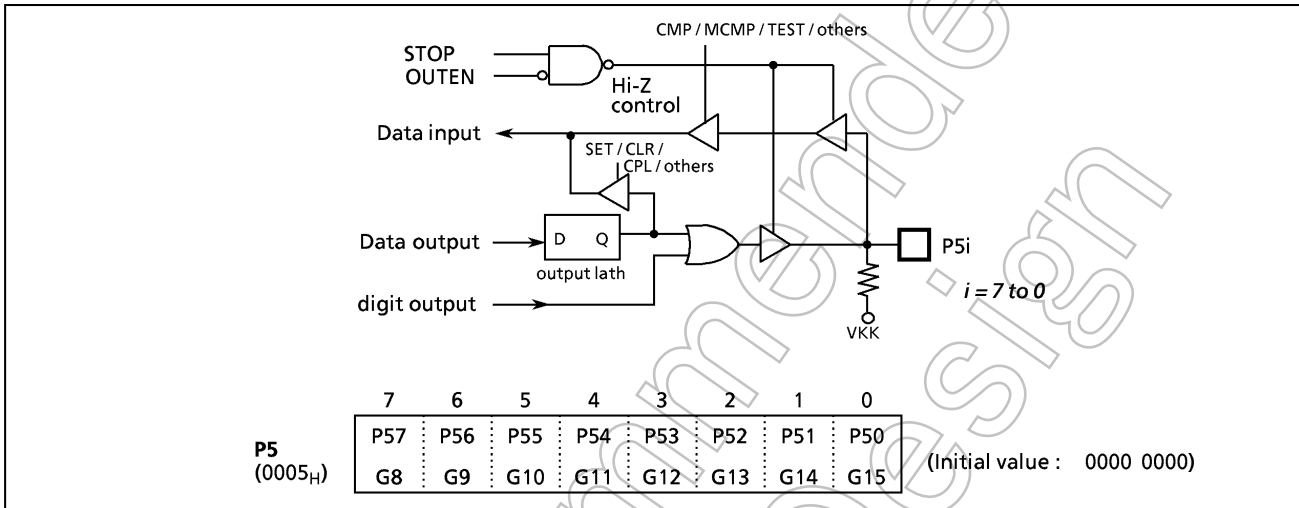 CMP / MCMP / TEST / others
STOP
OUTEN
Hi-Z
control
Data input
SET / CLR /
CPL / others
Data output
D Q
output lath
digit output
P5i
i = 7 to 0
VKK
7 6 5 4 3 2 1 0
P5
(0005H)
P57 P56 P55 P54 P53 P52 P51 P50
G8 G9 G10 G11 G12 G13 G14 G15
(Initial value : 0000 0000)
mmende
esign